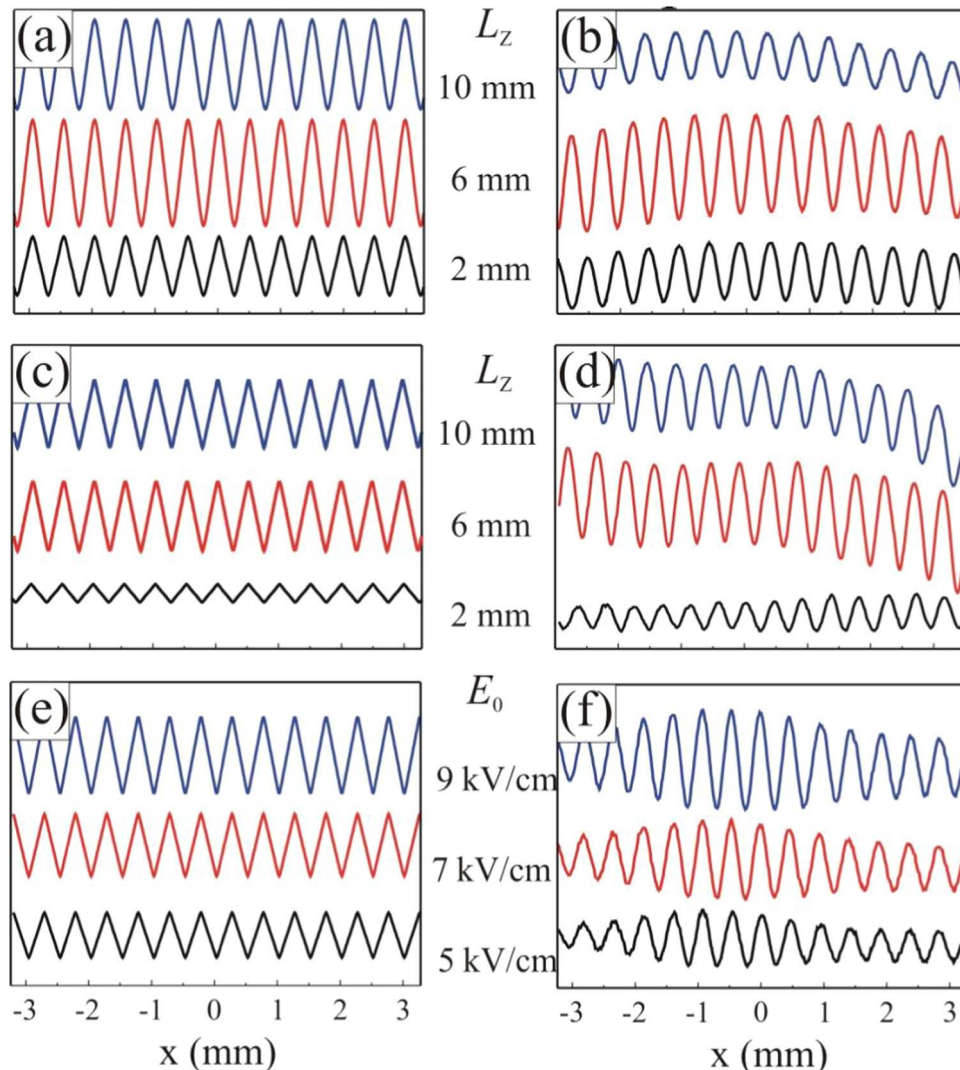 (a) L_Z (b)
10 mm
6 mm
2 mm
(c) L_Z (d)
10 mm
6 mm
2 mm
(e) E_0 (f)
9 kV/cm
7 kV/cm
5 kV/cm
-3 -2 -1 0 1 2 3 -3 -2 -1 0 1 2 3
x (mm) x (mm)